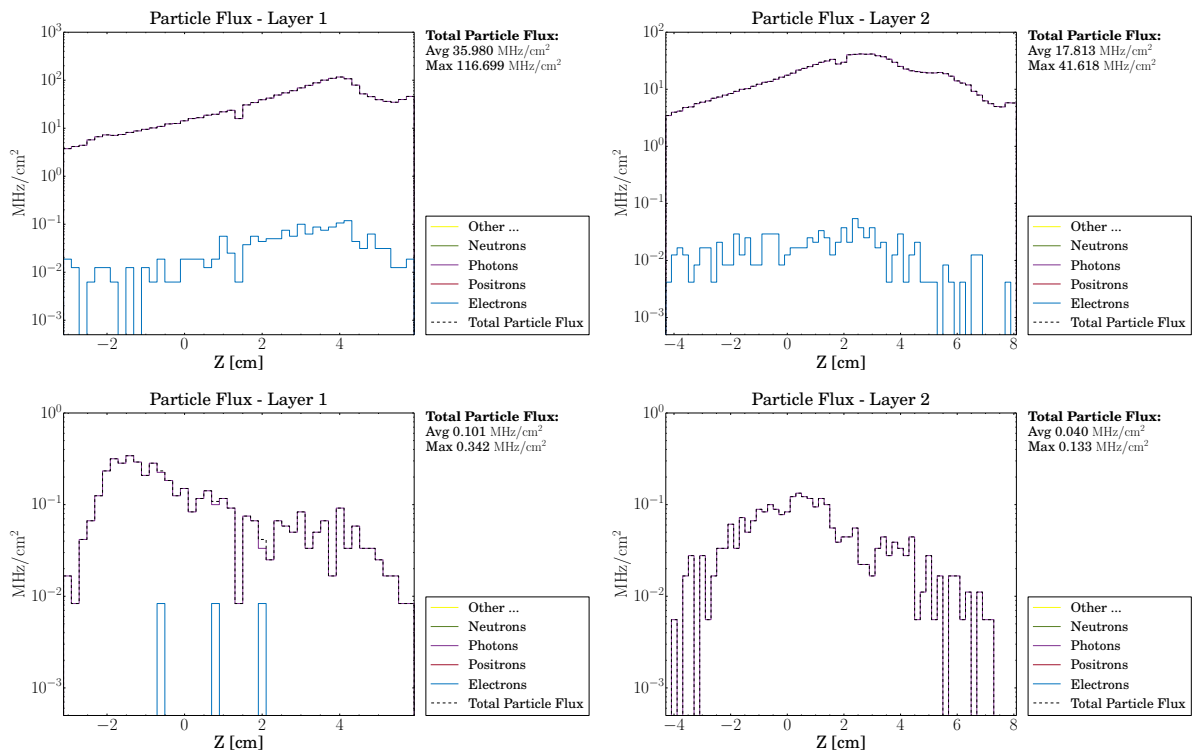 Particle Flux - Layer 1
10³
10²
10¹
10⁰
10⁻¹
10⁻²
10⁻³
MHz/cm²
−2
0
2
4
Z [cm]
Total Particle Flux:
Avg 35.980 MHz/cm²
Max 116.699 MHz/cm²
Other ...
Neutrons
Photons
Positrons
Electrons
Total Particle Flux
Particle Flux - Layer 2
10²
10¹
10⁰
10⁻¹
10⁻²
10⁻³
MHz/cm²
−4
−2
0
2
4
6
8
Z [cm]
Total Particle Flux:
Avg 17.813 MHz/cm²
Max 41.618 MHz/cm²
Other ...
Neutrons
Photons
Positrons
Electrons
Total Particle Flux
Particle Flux - Layer 1
10⁰
10⁻¹
10⁻²
10⁻³
MHz/cm²
−2
0
2
4
Z [cm]
Total Particle Flux:
Avg 0.101 MHz/cm²
Max 0.342 MHz/cm²
Other ...
Neutrons
Photons
Positrons
Electrons
Total Particle Flux
Particle Flux - Layer 2
10⁰
10⁻¹
10⁻²
10⁻³
MHz/cm²
−4
−2
0
2
4
6
8
Z [cm]
Total Particle Flux:
Avg 0.040 MHz/cm²
Max 0.133 MHz/cm²
Other ...
Neutrons
Photons
Positrons
Electrons
Total Particle Flux